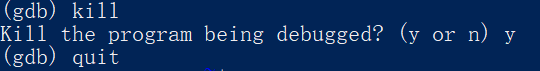 (gdb) kill
Kill the program being debugged? (y or n) y
(gdb) quit